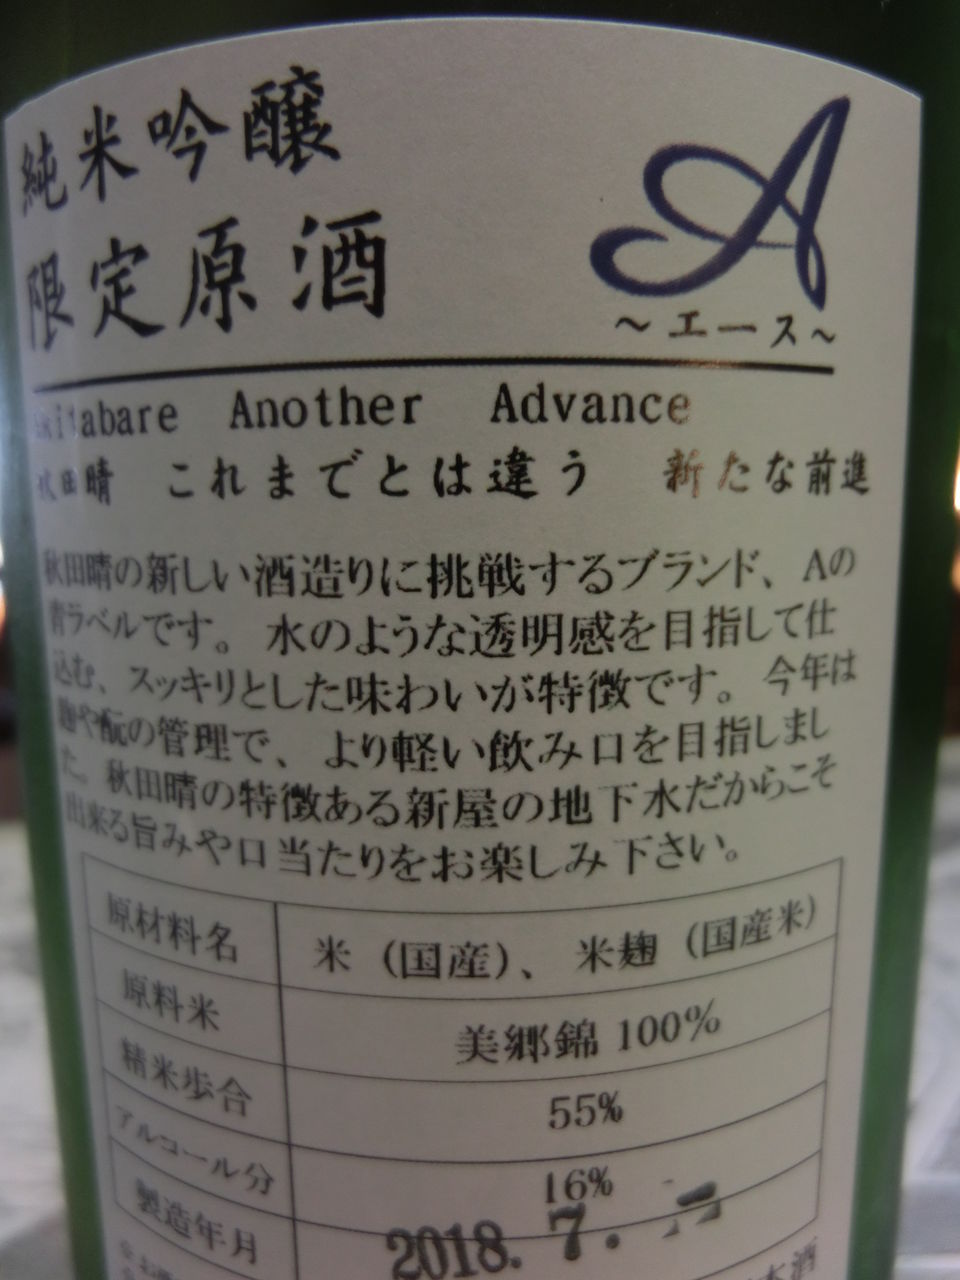 純米吟醸
限定原酒
A
～エース～
Akitabare Another Advance
秋田晴 これまでとは違う 新たな前進
秋田晴の新しい酒造りに挑戦するブランド、Aの
青ラベルです。水のような透明感を目指して仕
込む、スッキリとした味わいが特徴です。今年は
麹や酛の管理で、より軽い飲み口を目指しまし
た。秋田晴の特徴ある新屋の地下水だからこそ
出来る旨みや口当たりをお楽しみ下さい。
原材料名 米（国産）、米麹（国産米）
原料米 美郷錦100％
精米歩合 55％
アルコール分 16％
製造年月 2018. 7.